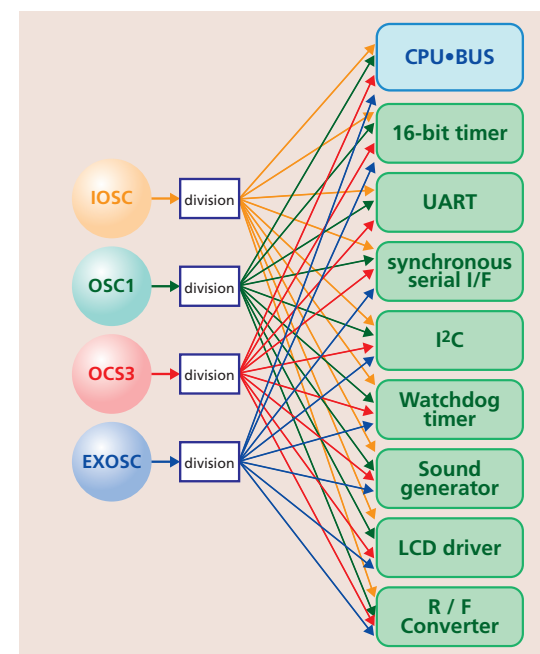 IOSC
division
OSC1
division
OCS3
division
EXOSC
division
CPU•BUS
16-bit timer
UART
synchronous
serial I/F
I²C
Watchdog
timer
Sound
generator
LCD driver
R / F
Converter